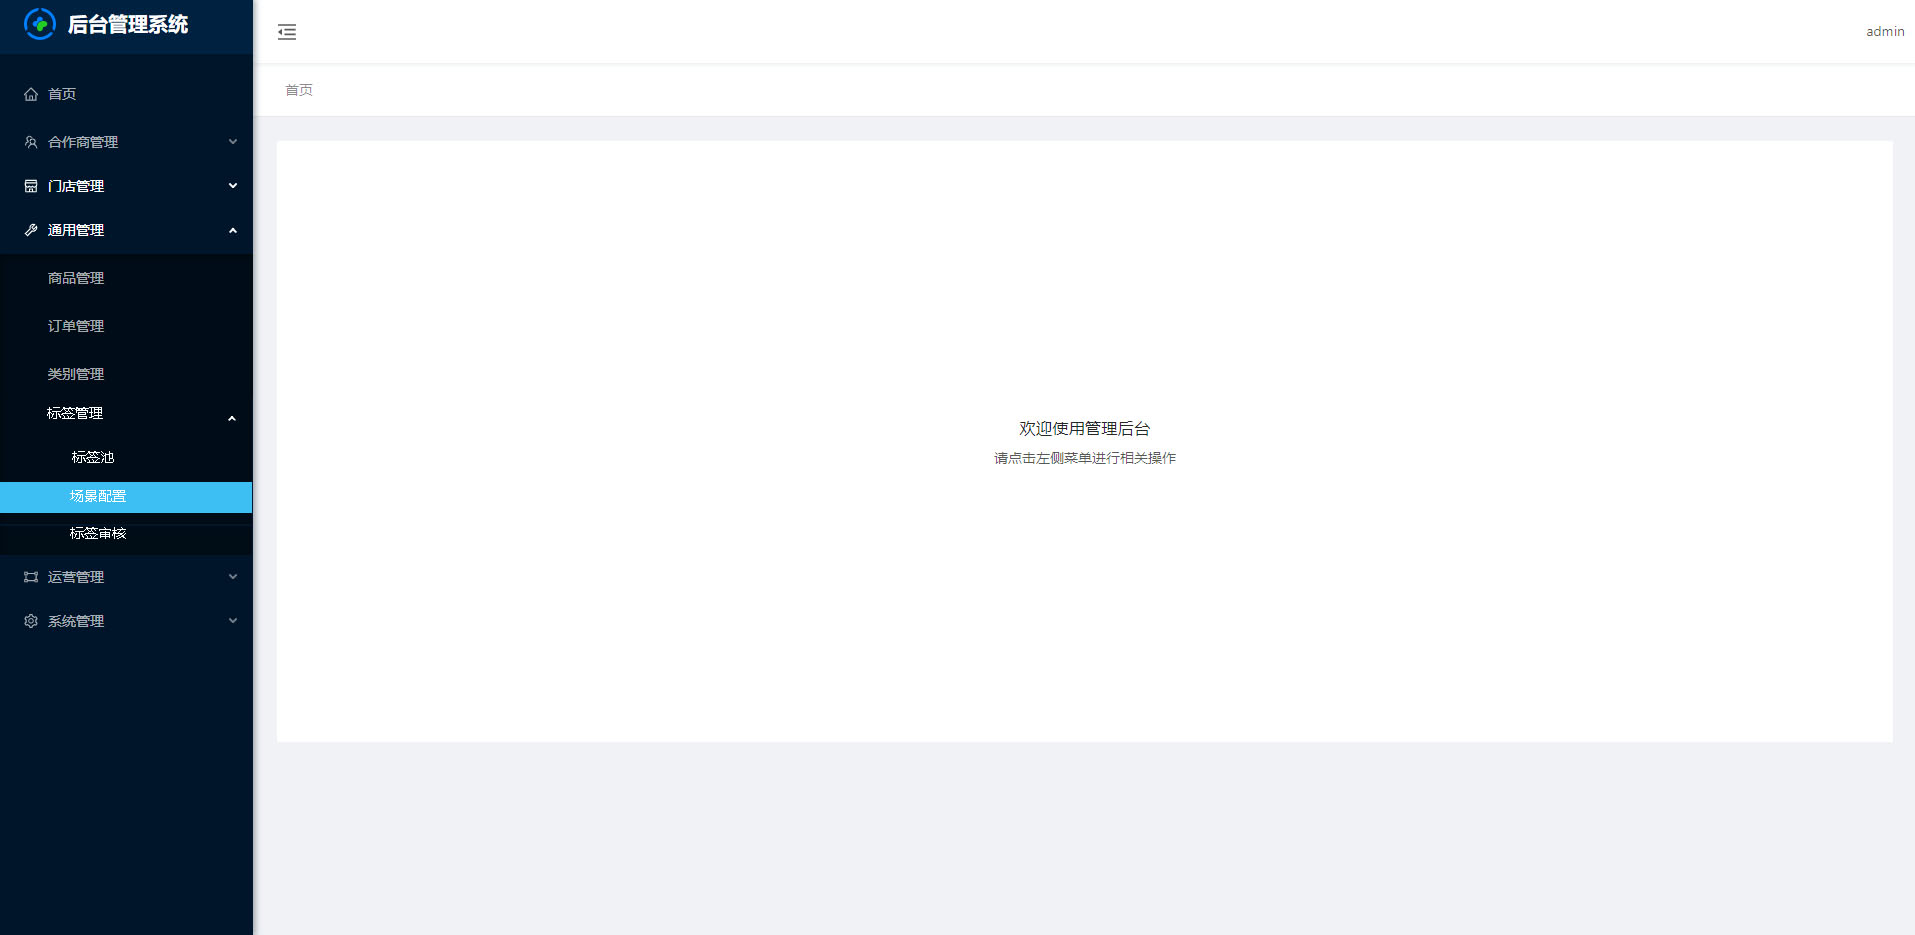 后台管理系统
admin
首页
首页
合作商管理
门店管理
通用管理
商品管理
订单管理
类别管理
标签管理
标签池
场景配置
标签审核
运营管理
系统管理
欢迎使用管理后台
请点击左侧菜单进行相关操作